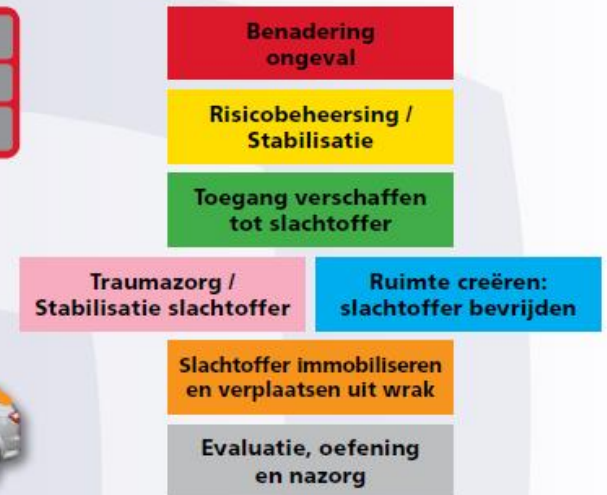 Benadering
ongeval
Risicobeheersing /
Stabilisatie
Toegang verschaffen
tot slachtoffer
Traumazorg /
Stabilisatie slachtoffer
Ruimte creëren:
slachtoffer bevrijden
Slachtoffer immobiliseren
en verplaatsen uit wrak
Evaluatie, oefening
en nazorg